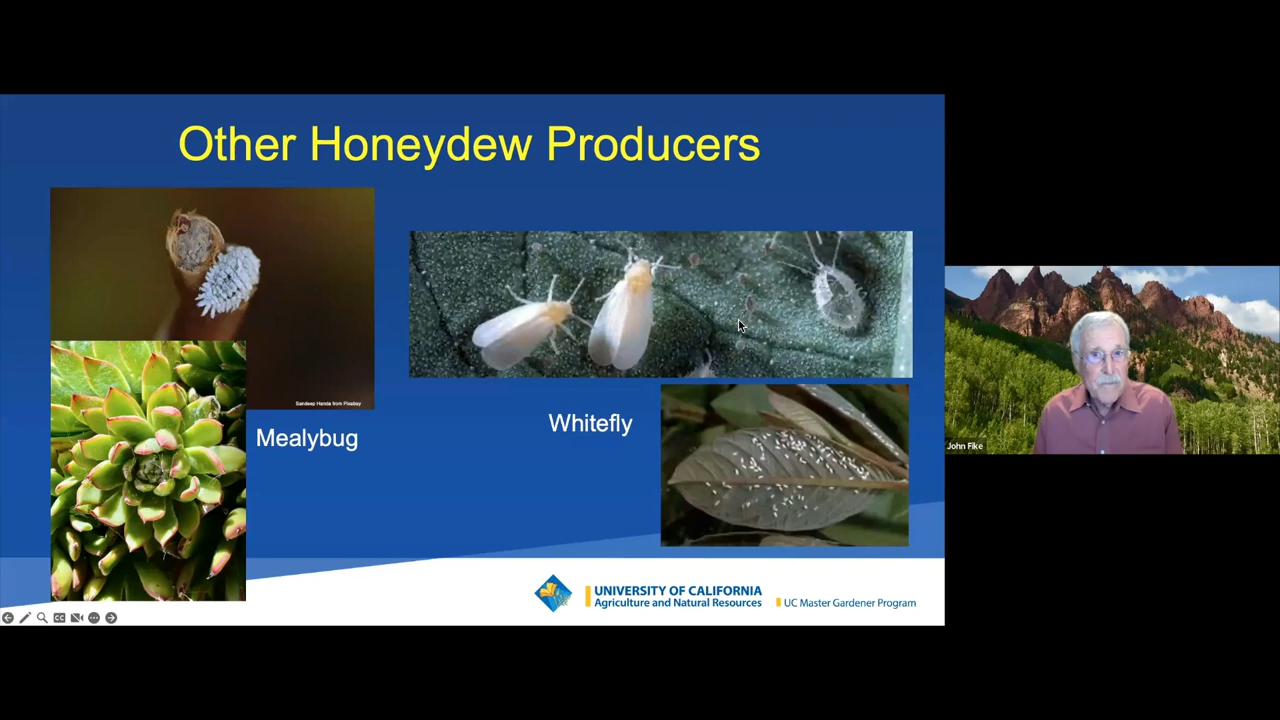 Other Honeydew Producers
Sandeep Handa from Pixabay
Mealybug
Whitefly
John Fike
UNIVERSITY OF CALIFORNIA
Agriculture and Natural Resources
UC Master Gardener Program
CC